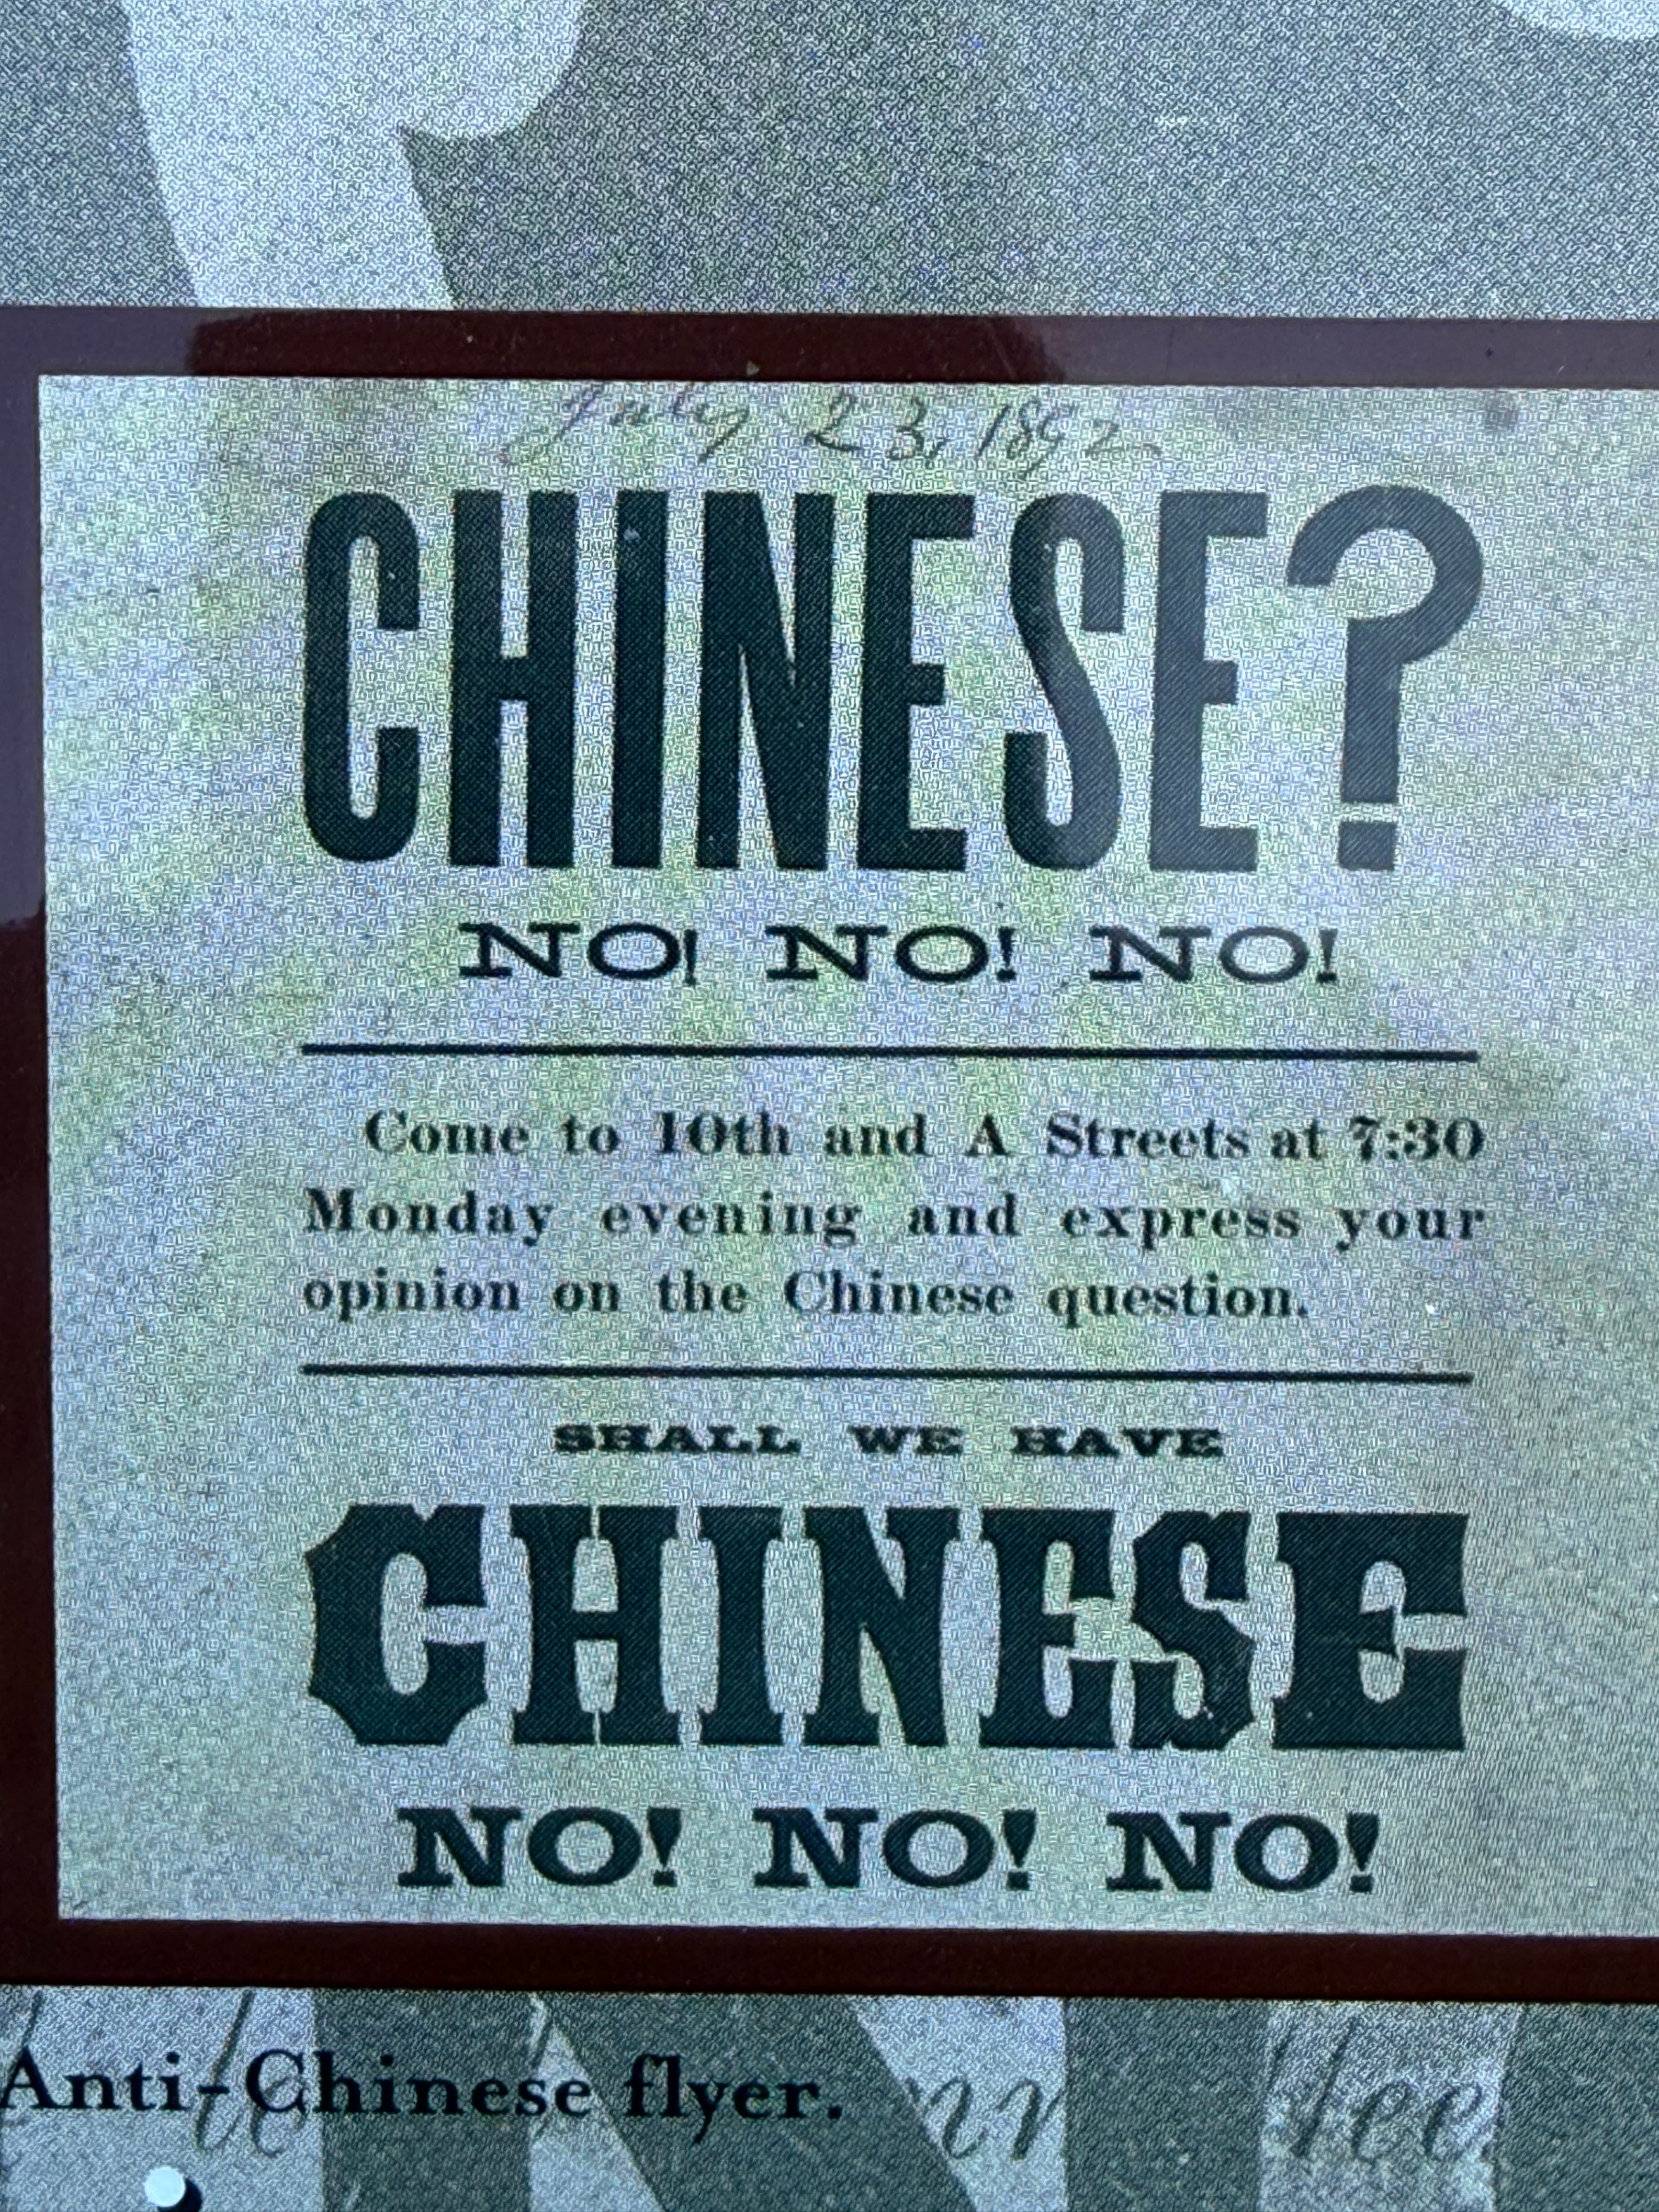 July 23, 1892.
CHINESE?
NO! NO! NO!
Come to 10th and A Streets at 7:30
Monday evening and express your
opinion on the Chinese question.
SHALL WE HAVE
CHINESE
NO! NO! NO!
Anti-Chinese flyer.